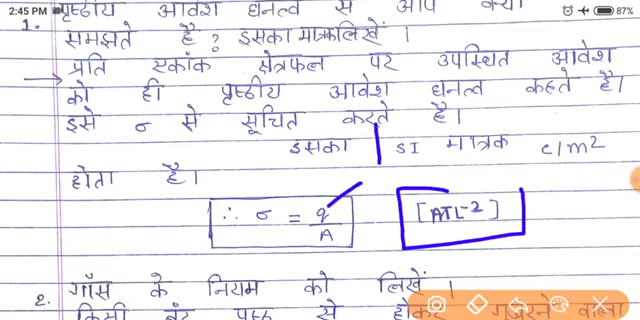 2:45 PM
87%
1. पृष्ठीय आवेश घनत्व से आप क्या
समझते है? इसका मात्रक लिखें।
प्रति एकांक क्षेत्रफल पर उपस्थित आवेश
को ही पृष्ठीय आवेश घनत्व कहते है।
इसे σ से सूचित करते है।
इसका SI मात्रक c/m2
होता है।
∴ σ = q/A
[ATL-2]
2. गॉस के नियम को लिखें।
किसी बंद पृष्ठ से होकर गुजरने वाला